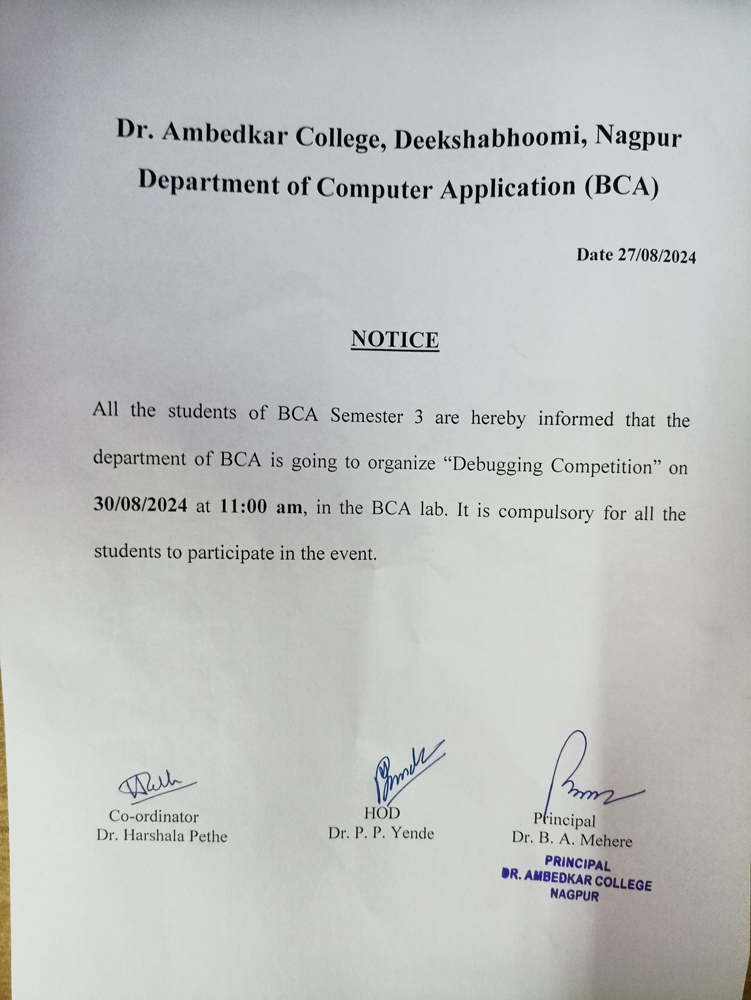 Dr. Ambedkar College, Deekshabhoomi, Nagpur
Department of Computer Application (BCA)
Date 27/08/2024
NOTICE
All the students of BCA Semester 3 are hereby informed that the
department of BCA is going to organize “Debugging Competition” on
30/08/2024 at 11:00 am, in the BCA lab. It is compulsory for all the
students to participate in the event.
Co-ordinator
Dr. Harshala Pethe
HOD
Dr. P. P. Yende
Principal
Dr. B. A. Mehere
PRINCIPAL
DR. AMBEDKAR COLLEGE
NAGPUR